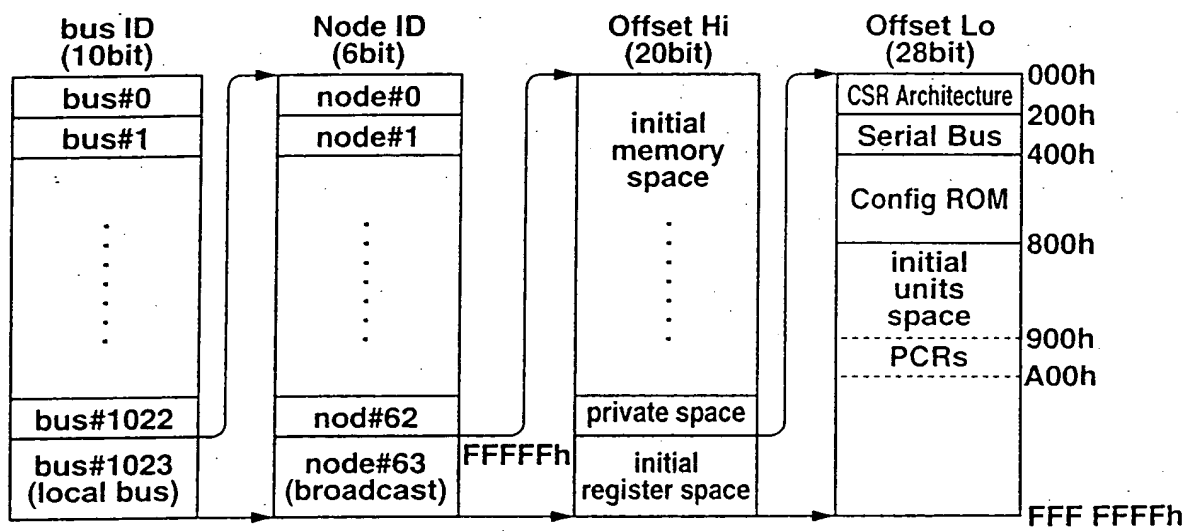 bus ID
(10bit)
bus#0
bus#1
bus#1022
bus#1023
(local bus)
Node ID
(6bit)
node#0
node#1
nod#62
node#63
(broadcast)
FFFFFh
Offset Hi
(20bit)
initial
memory
space
private space
initial
register space
Offset Lo
(28bit)
CSR Architecture
Serial Bus
Config ROM
initial
units
space
PCRs
000h
200h
400h
800h
900h
A00h
FFF FFFFh